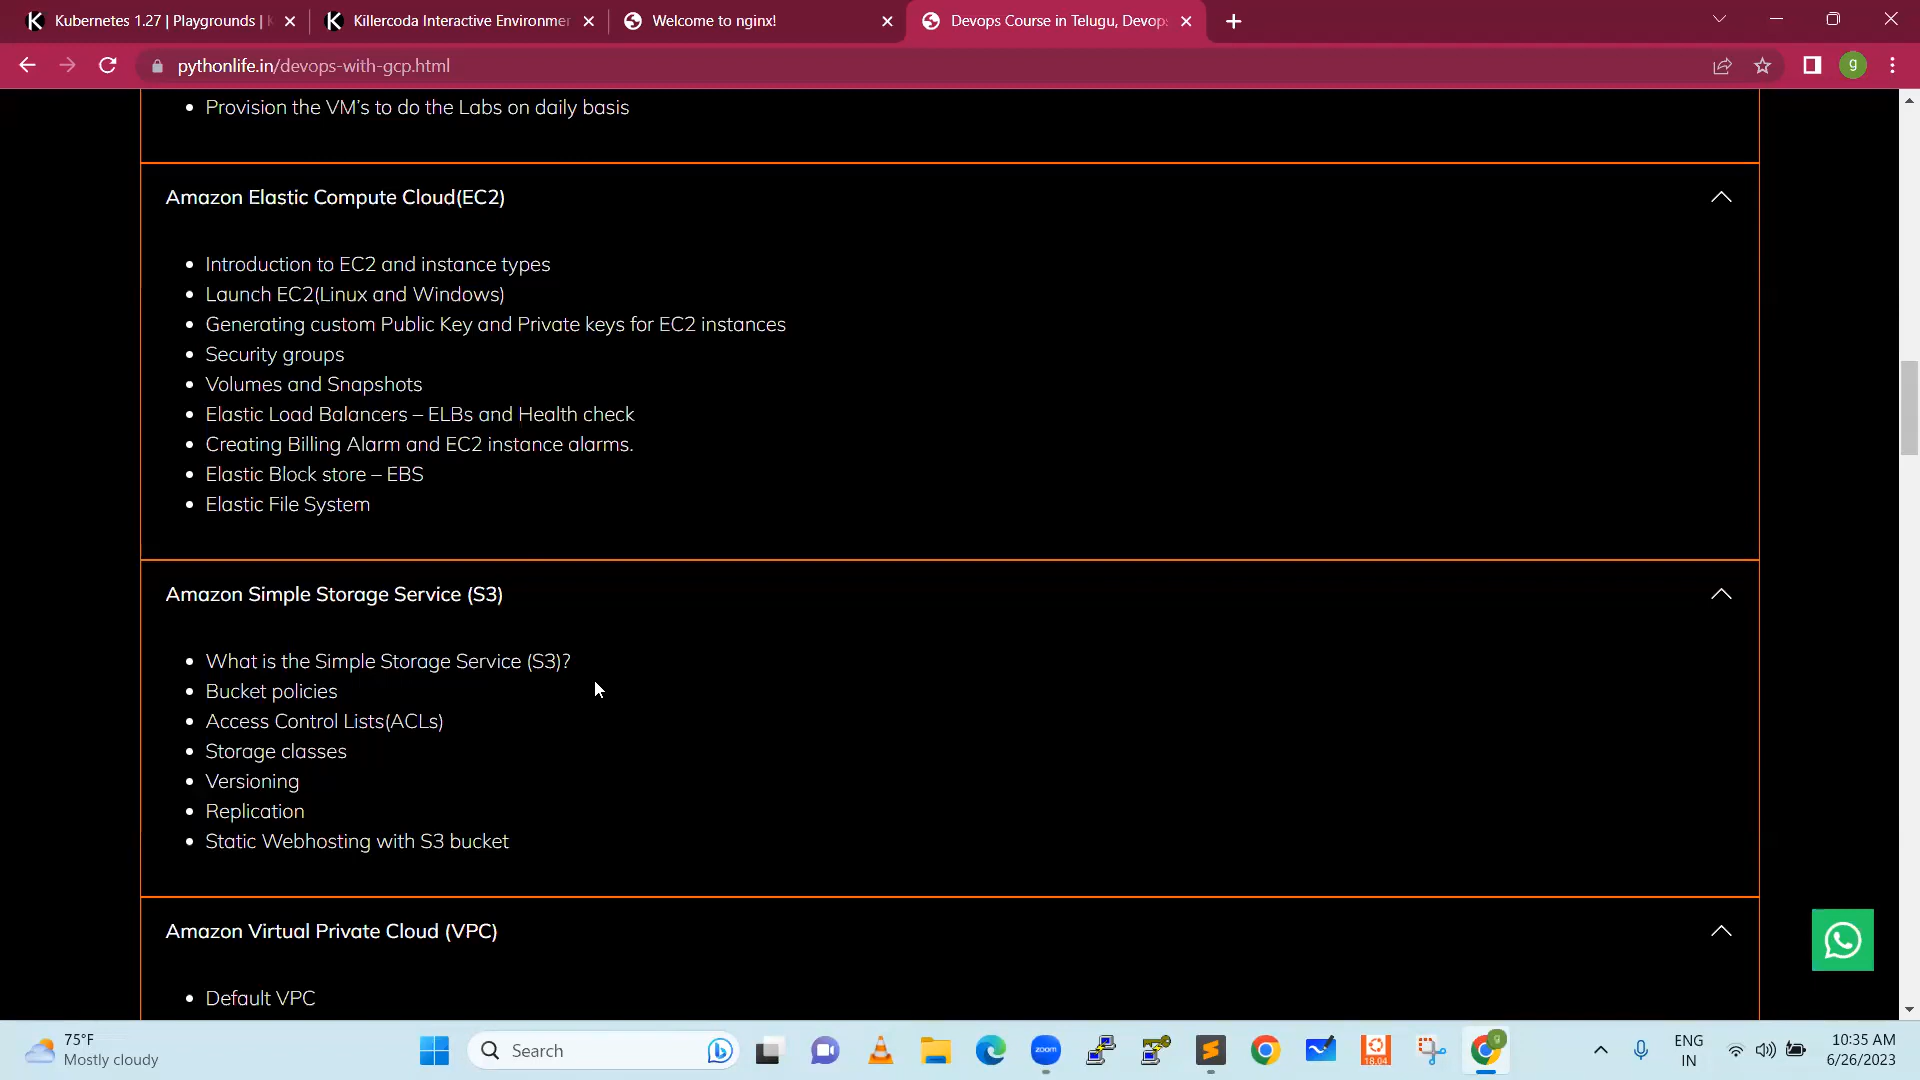 Kubernetes 1.27 | Playgrounds |
Killercoda Interactive Environmen
Welcome to nginx!
Devops Course in Telugu, Devops
pythonlife.in/devops-with-gcp.html
g
• Provision the VM's to do the Labs on daily basis
Amazon Elastic Compute Cloud(EC2)
• Introduction to EC2 and instance types
• Launch EC2(Linux and Windows)
• Generating custom Public Key and Private keys for EC2 instances
• Security groups
• Volumes and Snapshots
• Elastic Load Balancers – ELBs and Health check
• Creating Billing Alarm and EC2 instance alarms.
• Elastic Block store – EBS
• Elastic File System
Amazon Simple Storage Service (S3)
• What is the Simple Storage Service (S3)?
• Bucket policies
• Access Control Lists(ACLs)
• Storage classes
• Versioning
• Replication
• Static Webhosting with S3 bucket
Amazon Virtual Private Cloud (VPC)
• Default VPC
75°F
Mostly cloudy
Search
zoom
18.04
ENG
IN
10:35 AM
6/26/2023